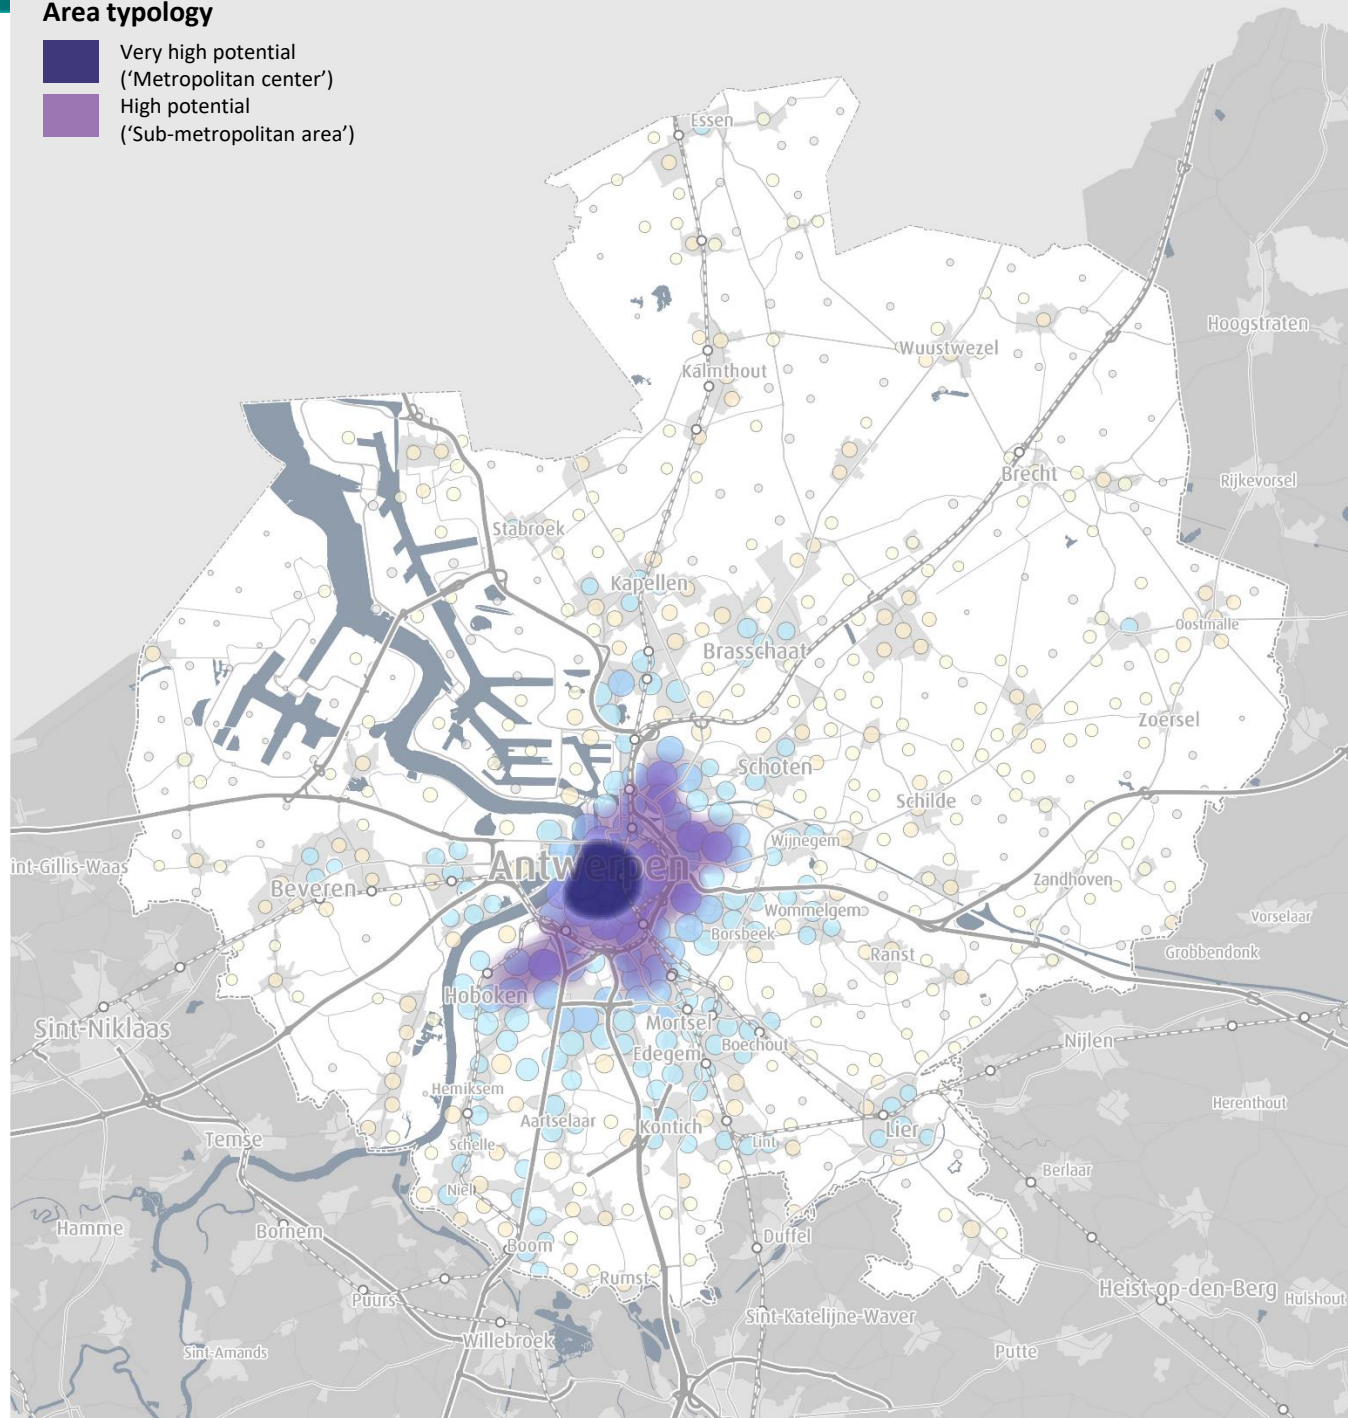 Area typology
Very high potential
(‘Metropolitan center’)
High potential
(‘Sub-metropolitan area’)
Essen
Hoogstraten
Wuustwezel
Kalmthout
Brecht
Rijkevorsel
Stabroek
Kapellen
Oostmalle
Brasschaat
Zoersel
Schoten
Schilde
Wijnegem
Antwerpen
int-Gillis-Waas
Beveren
Zandhoven
Wommelgem
Vorselaar
Borsbeek
Ranst
Grobbendonk
Hoboken
Sint-Niklaas
Mortsel
Boechout
Nijlen
Edegem
Hemiksem
Herenthout
Aartselaar
Kontich
Lier
Temse
Schelle
Lint
Berlaar
Niel
Hamme
Bornem
Duffel
Boom
Rumst
Heist-op-den-Berg
Hulshout
Puurs
Sint-Katelijne-Waver
Willebroek
Sint-Amands
Putte